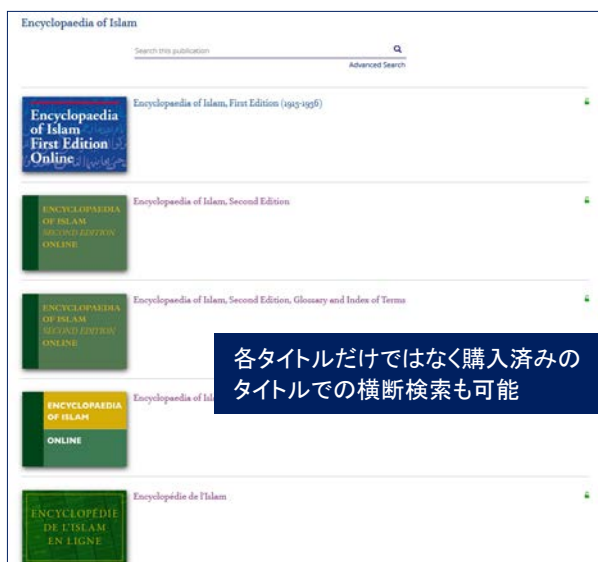 Encyclopaedia of Islam
Search this publication
Advanced Search
Encyclopaedia
of Islam
First Edition
Online
Encyclopaedia of Islam, First Edition (1913-1936)
ENCYCLOPAEDIA
OF ISLAM
SECOND EDITION
ONLINE
Encyclopaedia of Islam, Second Edition
ENCYCLOPAEDIA
OF ISLAM
SECOND EDITION
ONLINE
Encyclopaedia of Islam, Second Edition, Glossary and Index of Terms
各タイトルだけではなく購入済みの
タイトルでの横断検索も可能
ENCYCLOPAEDIA
OF ISLAM
ONLINE
Encyclopaedia of Isl
ENCYCLOPÉDIE
DE L'ISLAM
EN LIGNE
Encyclopédie de l'Islam